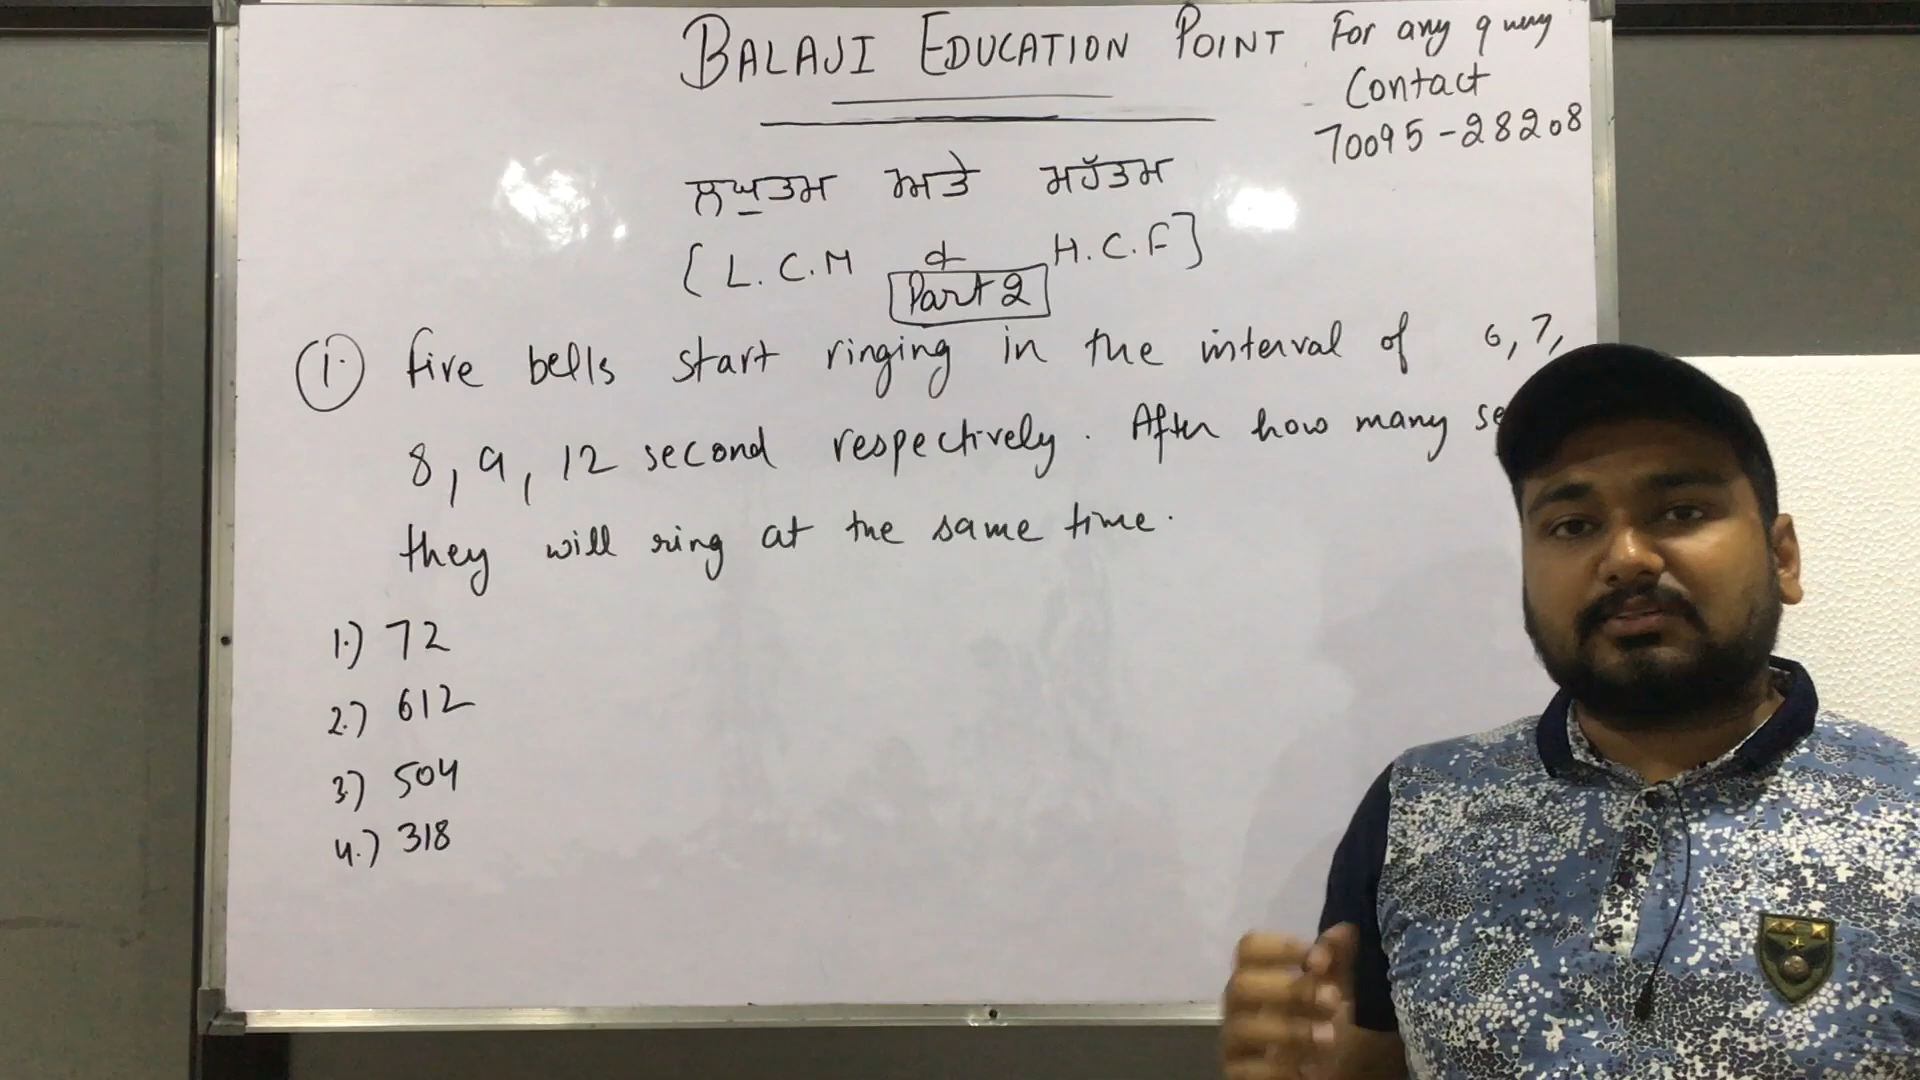 BALAJI EDUCATION POINT
For any query
Contact
70095-28208
ਲਘੁਤਮ ਅਤੇ ਮਹੱਤਮ
[L.C.M & H.C.F]
Part 2
1. five bells start ringing in the interval of 6, 7,
8, 9, 12 second respectively. After how many
they will ring at the same time.
1.) 72
2.) 612
3.) 504
4.) 318